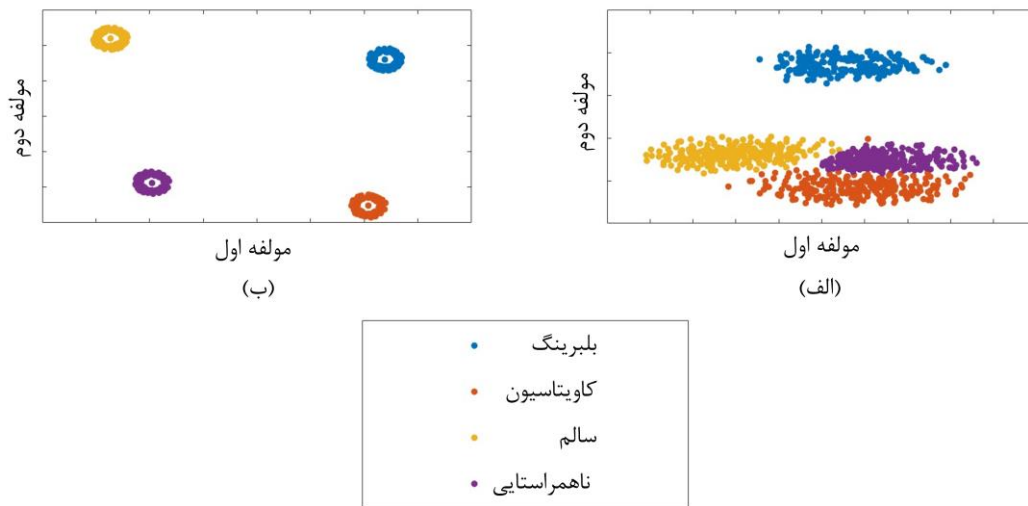 مولفه دوم
مولفه اول
(الف)
مولفه دوم
مولفه اول
(ب)
بلبرینگ
کاویتاسیون
سالم
ناهمراستایی